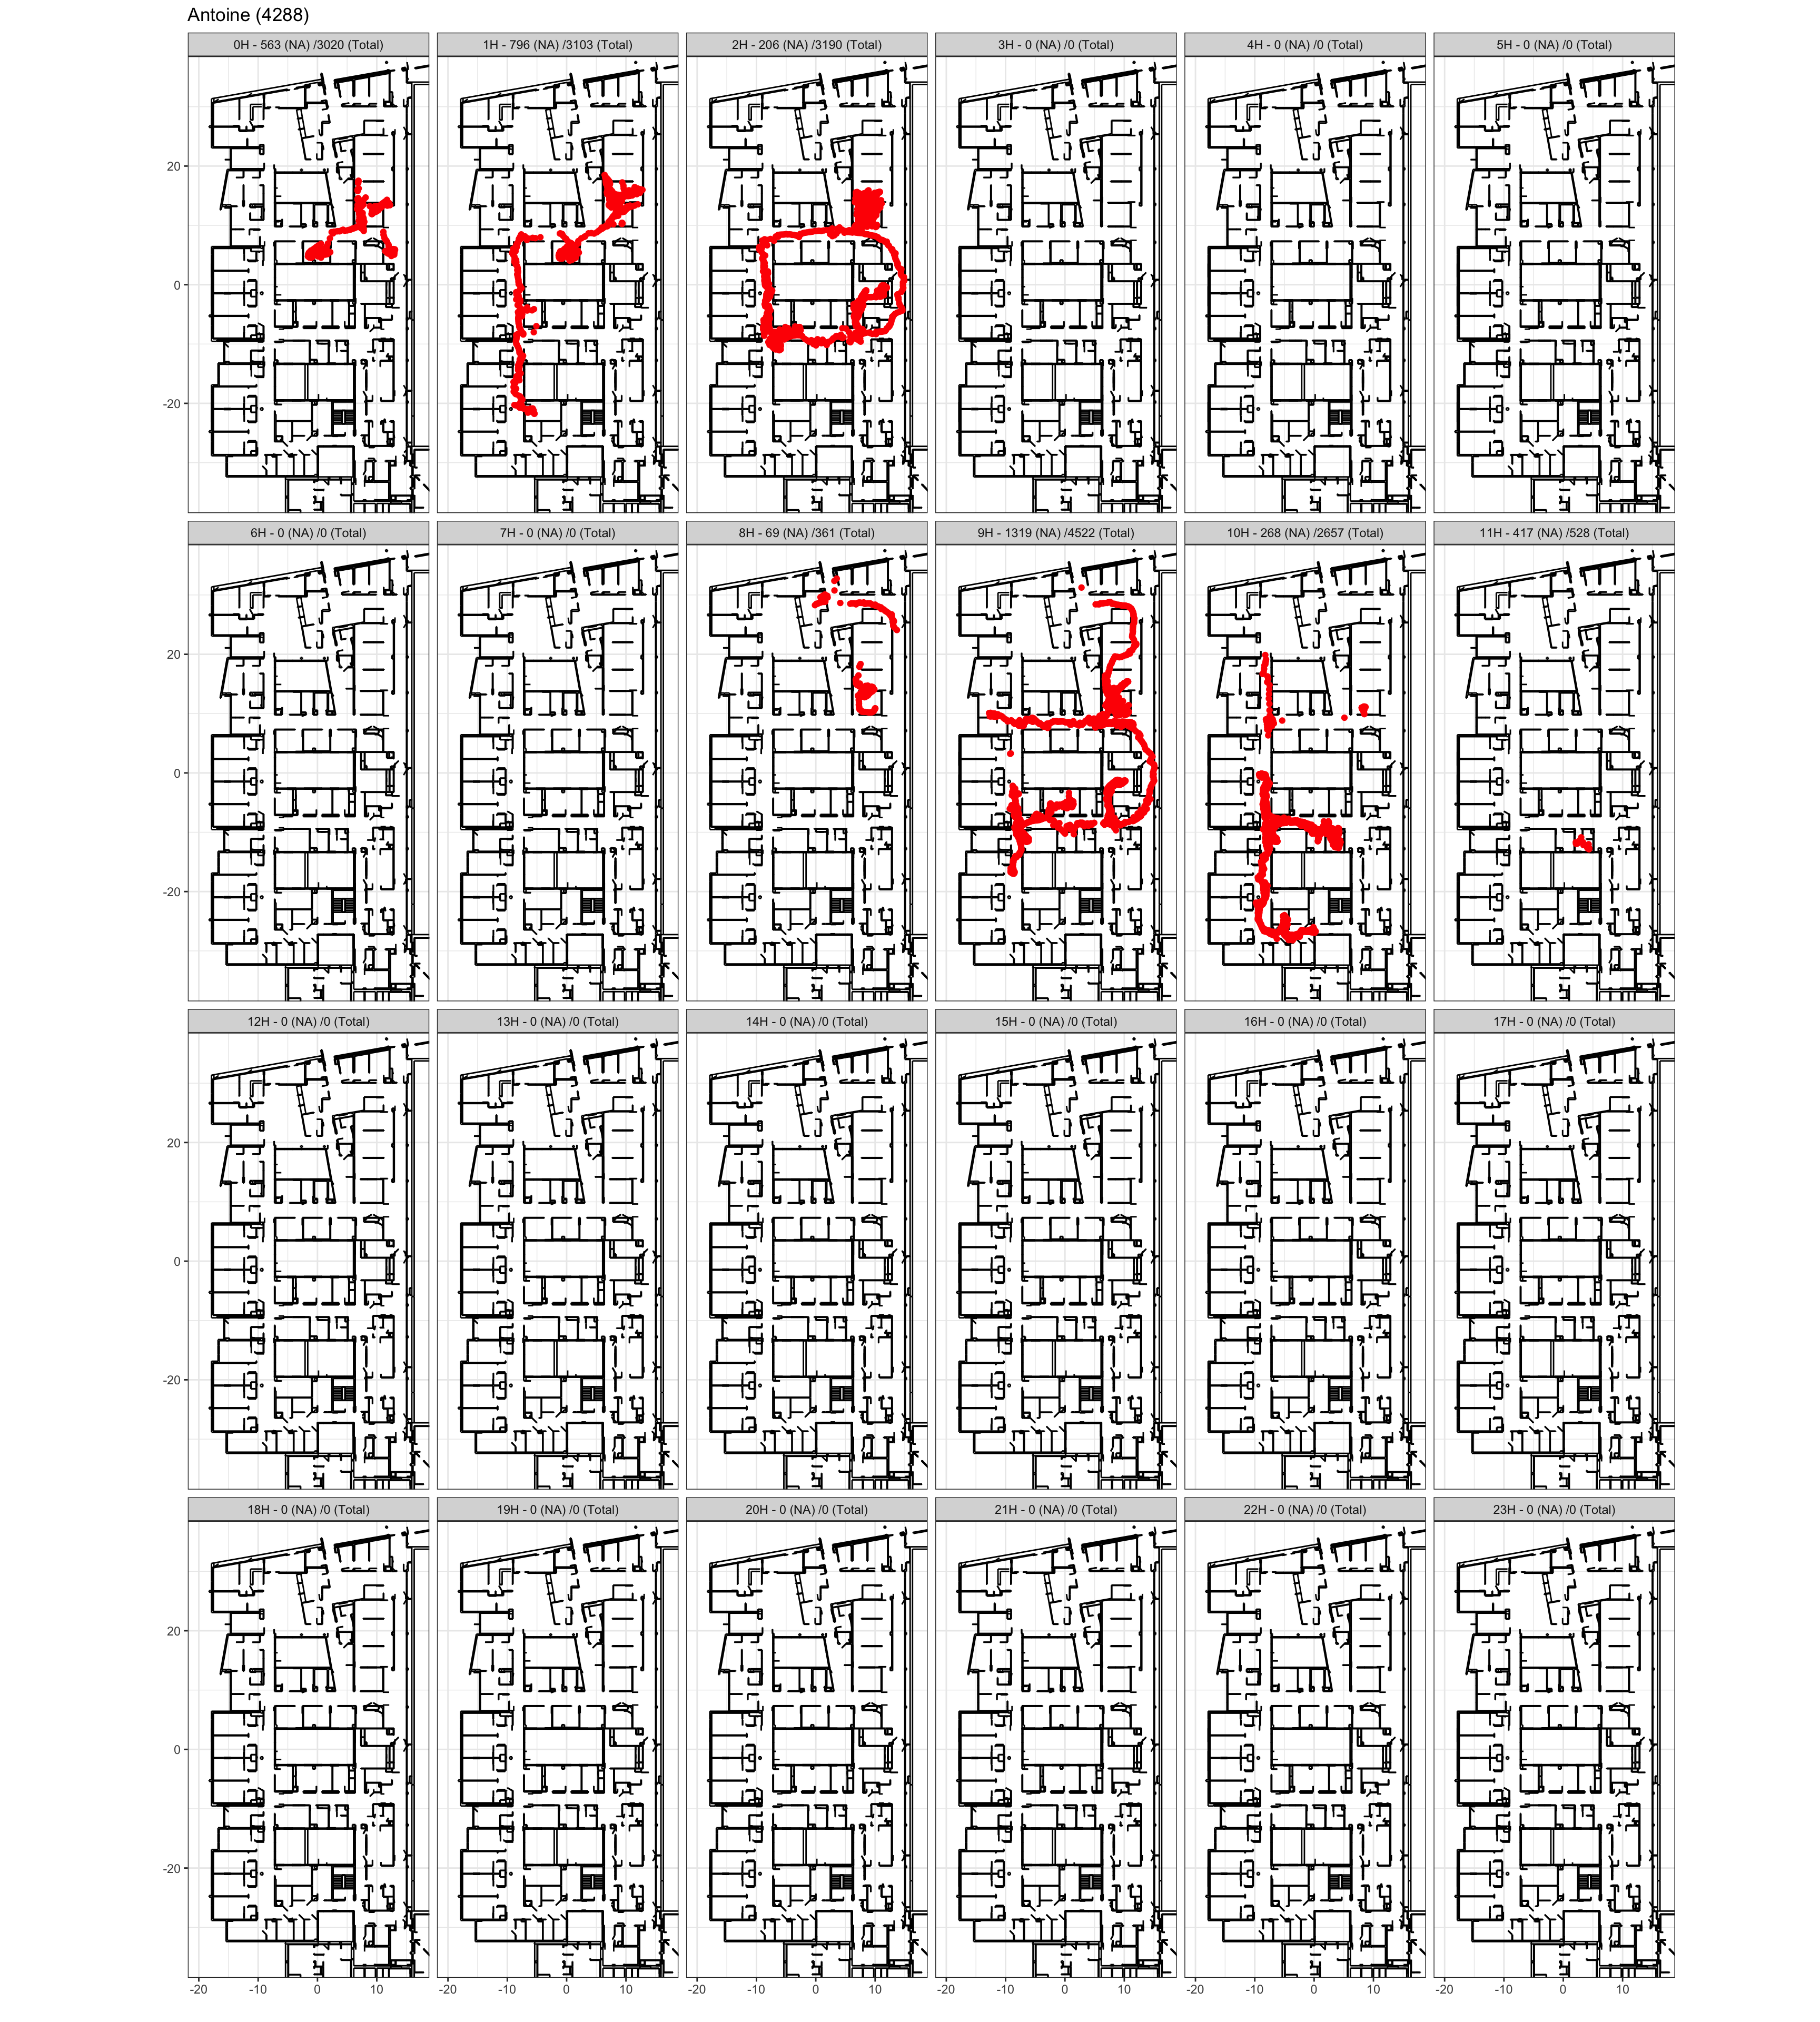 Antoine (4288)
0H - 563 (NA) /3020 (Total) 1H - 796 (NA) /3103 (Total) 2H - 206 (NA) /3190 (Total) 3H - 0 (NA) /0 (Total) 4H - 0 (NA) /0 (Total) 5H - 0 (NA) /0 (Total)
20
0
-20
6H - 0 (NA) /0 (Total) 7H - 0 (NA) /0 (Total) 8H - 69 (NA) /361 (Total) 9H - 1319 (NA) /4522 (Total) 10H - 268 (NA) /2657 (Total) 11H - 417 (NA) /528 (Total)
20
0
-20
12H - 0 (NA) /0 (Total) 13H - 0 (NA) /0 (Total) 14H - 0 (NA) /0 (Total) 15H - 0 (NA) /0 (Total) 16H - 0 (NA) /0 (Total) 17H - 0 (NA) /0 (Total)
20
0
-20
18H - 0 (NA) /0 (Total) 19H - 0 (NA) /0 (Total) 20H - 0 (NA) /0 (Total) 21H - 0 (NA) /0 (Total) 22H - 0 (NA) /0 (Total) 23H - 0 (NA) /0 (Total)
20
0
-20
-20 -10 0 10 -20 -10 0 10 -20 -10 0 10 -20 -10 0 10 -20 -10 0 10 -20 -10 0 10